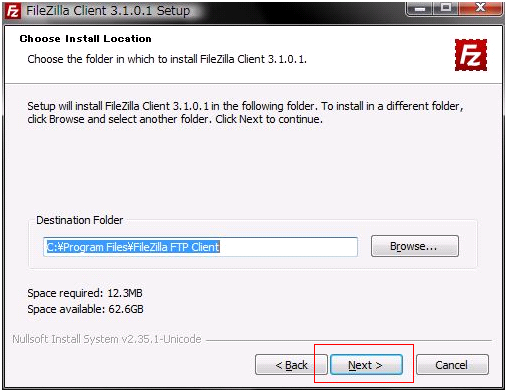 FileZilla Client 3.1.0.1 Setup
Choose Install Location
Choose the folder in which to install FileZilla Client 3.1.0.1.
Fz
Setup will install FileZilla Client 3.1.0.1 in the following folder. To install in a different folder,
click Browse and select another folder. Click Next to continue.
Destination Folder
C:¥Program Files¥FileZilla FTP Client
Browse...
Space required: 12.3MB
Space available: 62.6GB
Nullsoft Install System v2.35.1-Unicode
< Back
Next >
Cancel